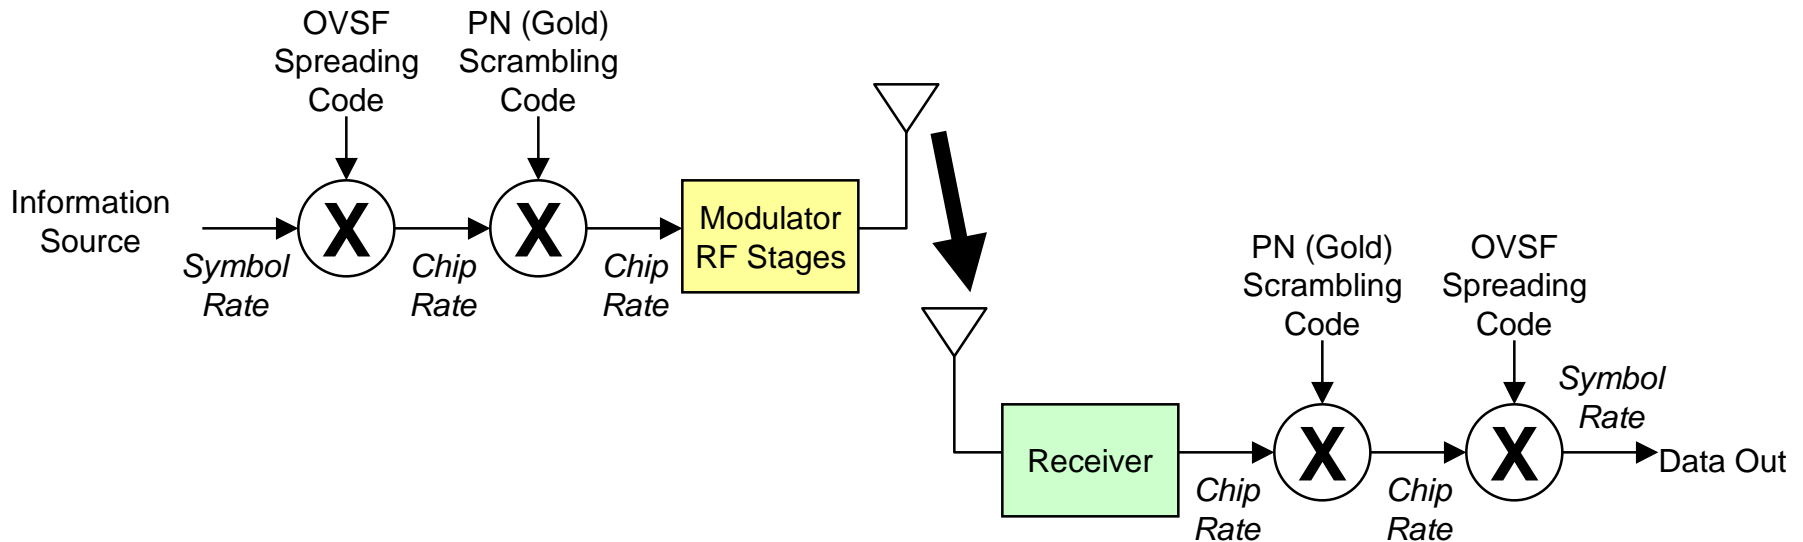 OVSF
Spreading
Code
PN (Gold)
Scrambling
Code
Information
Source
X
X
Modulator
RF Stages
Symbol
Rate
Chip
Rate
Chip
Rate
PN (Gold)
Scrambling
Code
OVSF
Spreading
Code
Symbol
Rate
Receiver
X
X
Data Out
Chip
Rate
Chip
Rate